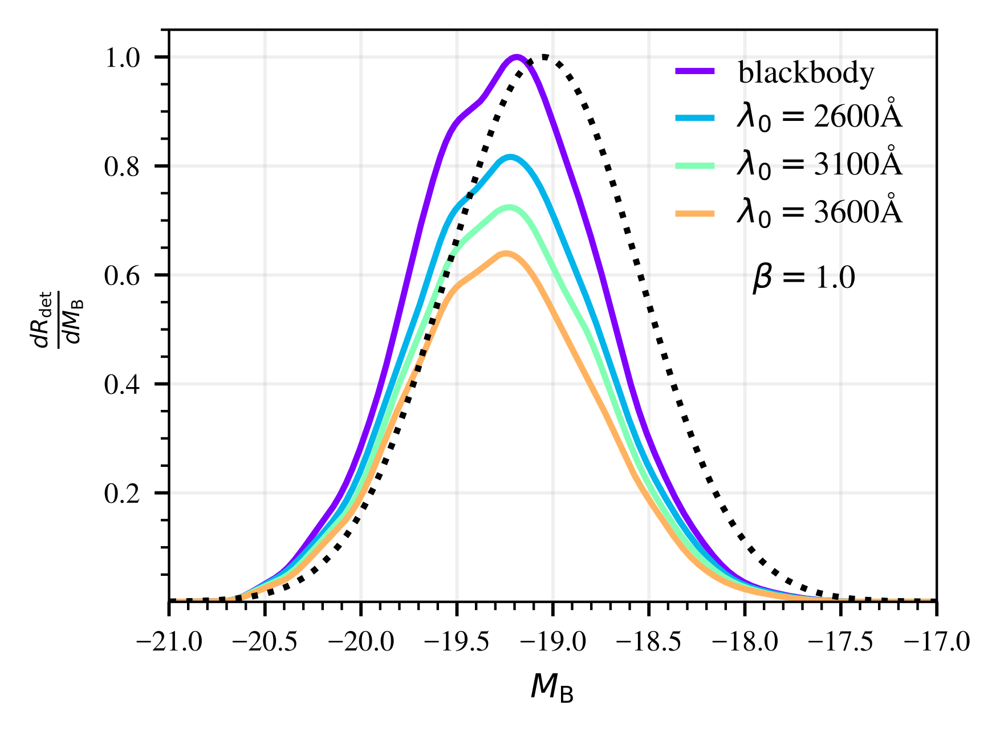 1.0
0.8
0.6
0.4
0.2
dR_det
dM_B
blackbody
λ₀ = 2600Å
λ₀ = 3100Å
λ₀ = 3600Å
β = 1.0
−21.0 −20.5 −20.0 −19.5 −19.0 −18.5 −18.0 −17.5 −17.0
M_B